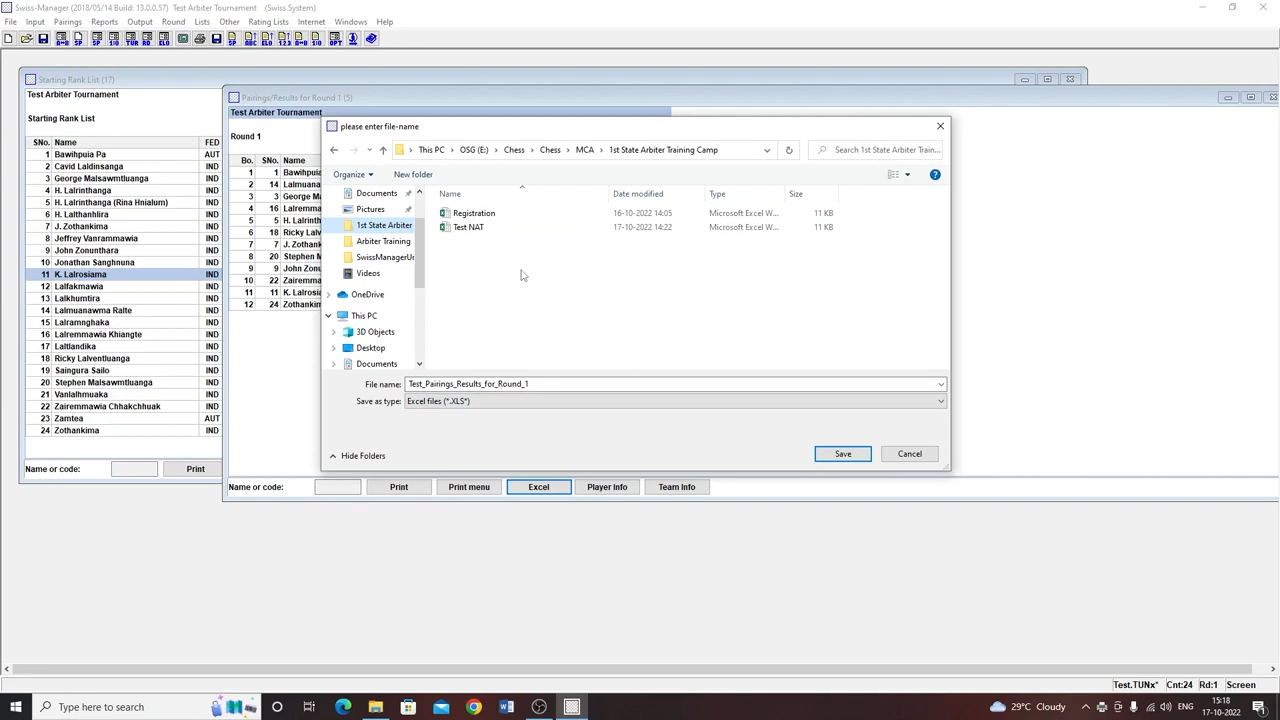 Swiss-Manager (2018/05/14 Build: 13.0.0.57) Test Arbiter Tournament (Swiss System)
File Input Pairings Reports Output Round Lists Other Rating Lists Internet Windows Help
Starting Rank List (17)
Test Arbiter Tournament
Starting Rank List
SNo. Name FED
1 Bawihpuia Pa AUT
2 Cavid Laldinsanga IND
3 George Malsawmtluanga IND
4 H. Lalrinthanga IND
5 H. Lalrinthanga (Rina Hnialum) IND
6 H. Lalthanhlira IND
7 J. Zothankima IND
8 Jeffrey Vanrammawia IND
9 John Zonunthara IND
10 Jonathan Sanghnuna IND
11 K. Lalrosiama IND
12 Lalfakmawia IND
13 Lalkhumtira IND
14 Lalmuanawma Ralte IND
15 Lalramnghaka IND
16 Lalremmawia Khiangte IND
17 Laltlandika IND
18 Ricky Lalventluanga IND
19 Saingura Sailo IND
20 Stephen Malsawmtluanga IND
21 Vanlalhmuaka IND
22 Zairemmawia Chhakchhuak IND
23 Zamtea AUT
24 Zothankima IND
Name or code: Print
Pairings/Results for Round 1 (5)
Test Arbiter Tournament
Round 1
Bo. SNo. Name
1 1 Bawihpuia
2 14 Lalmuana
3 3 George Ma
4 16 Lalremma
5 5 H. Lalrint
6 18 Ricky Lalv
7 7 J. Zothanki
8 20 Stephen M
9 9 John Zonu
10 22 Zairemma
11 11 K. Lalrosia
12 24 Zothankim
Name or code: Print Print menu Excel Player Info Team Info
please enter file-name
This PC OSG (E:) Chess Chess MCA 1st State Arbiter Training Camp
Search 1st State Arbiter Train...
Organize New folder
Documents
Pictures
1st State Arbiter
Arbiter Training
SwissManagerUn
Videos
OneDrive
This PC
3D Objects
Desktop
Documents
Name Date modified Type Size
Registration 16-10-2022 14:05 Microsoft Excel W... 11 KB
Test NAT 17-10-2022 14:22 Microsoft Excel W... 11 KB
File name: Test_Pairings_Results_for_Round_1
Save as type: Excel files (*.XLS*)
Hide Folders Save Cancel
Test.TUNx* Cnt:24 Rd:1 Screen
Type here to search
29°C Cloudy ENG 15:18
17-10-2022